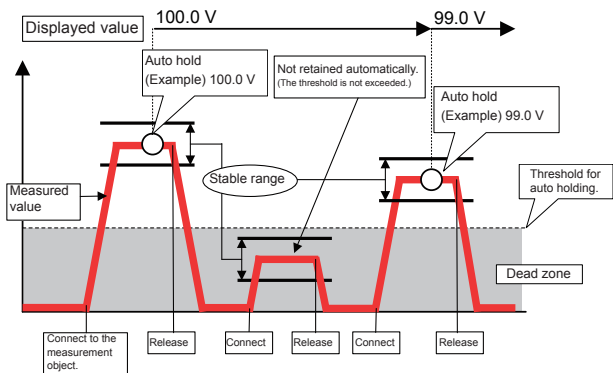 Displayed value
100.0 V
99.0 V
Auto hold
(Example) 100.0 V
Not retained automatically.
(The threshold is not exceeded.)
Auto hold
(Example) 99.0 V
Measured
value
Stable range
Threshold for
auto holding.
Dead zone
Connect to the
measurement
object.
Release
Connect
Release
Connect
Release